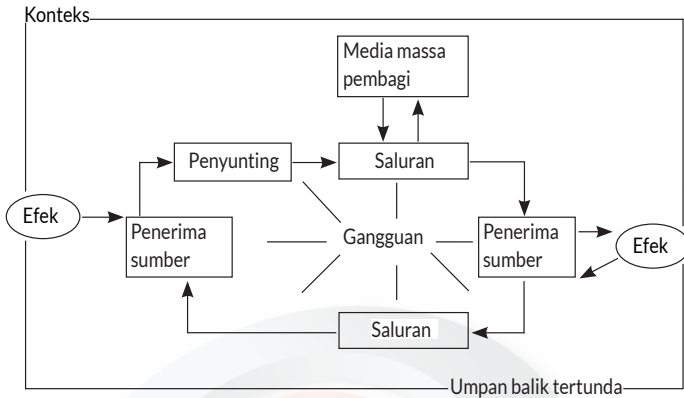 Konteks
Media massa
pembagi
Penyunting
Saluran
Efek
Penerima
sumber
Gangguan
Penerima
sumber
Efek
Saluran
Umpan balik tertunda